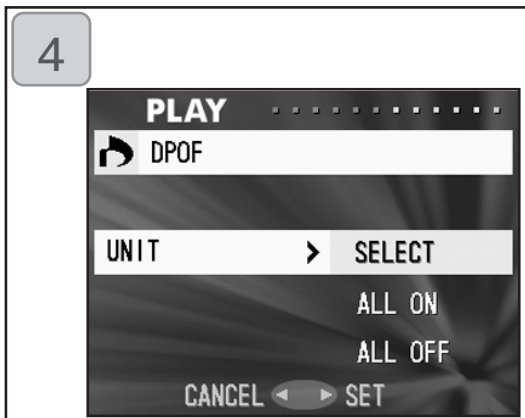 4
PLAY
DPOF
UNIT > SELECT
ALL ON
ALL OFF
CANCEL ◄ ► SET